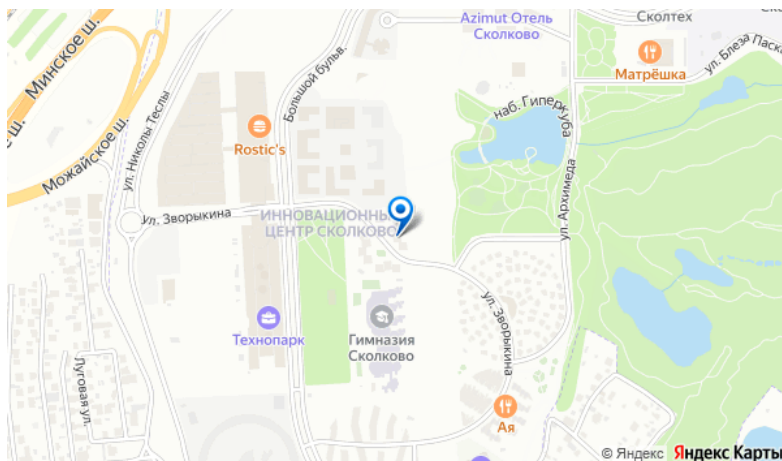 Azimut Отель
Сколково
Сколтех
Матрёшка
ул. Блеза Паска
Минское ш.
е ш.
Можайское ш.
ул. Николы Теслы
Большой бульв.
Rostic's
наб. Гиперкуба
ул. Архимеда
ул. Зворыкина
ИННОВАЦИОННЫ
ЦЕНТР СКОЛКОВО
ул. Зворыкина
Технопарк
Гимназия
Сколково
Луговая ул.
Ая
© Яндекс Яндекс Карты